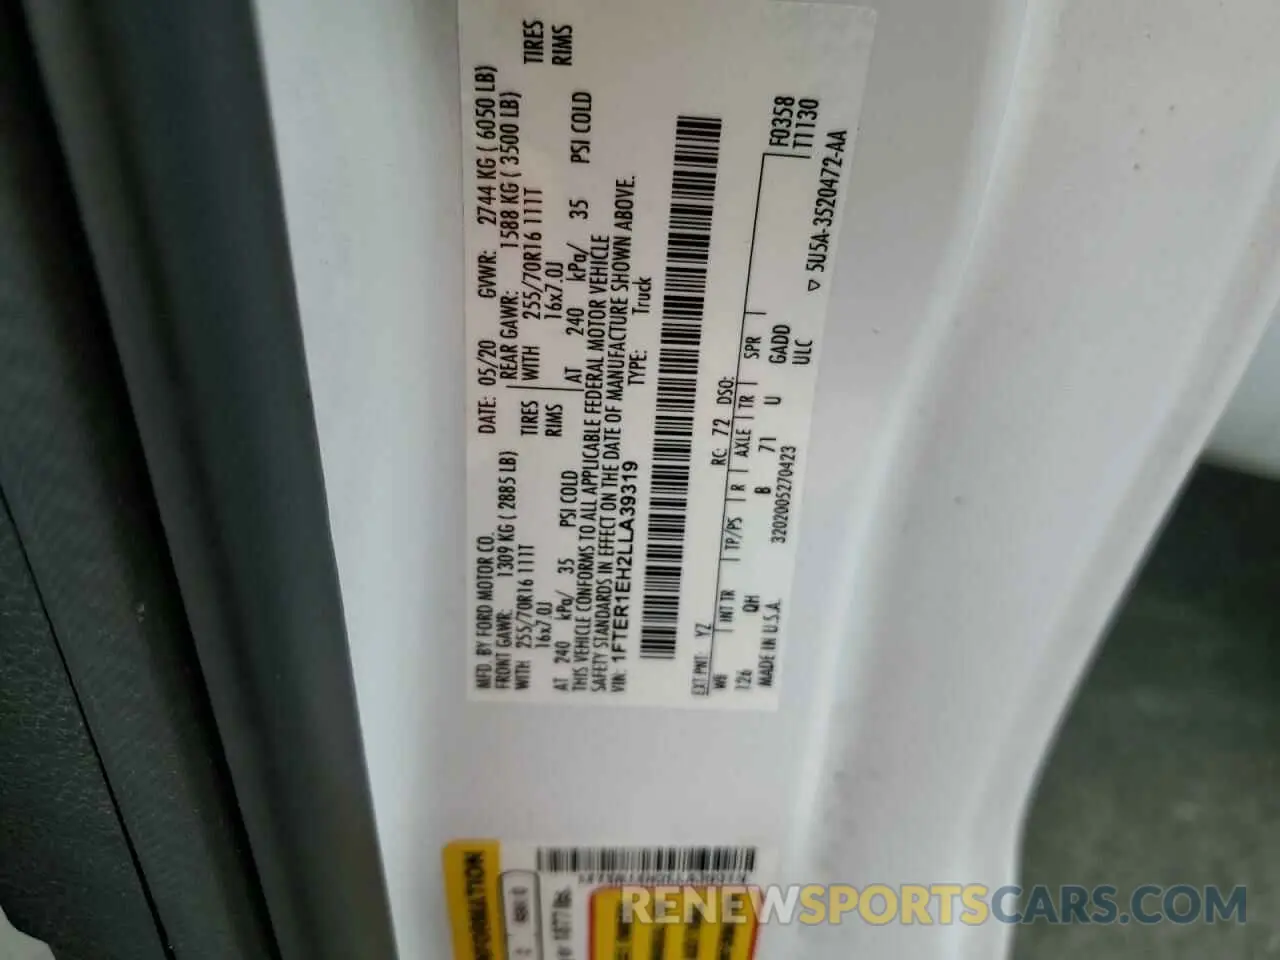 MFD. BY FORD MOTOR CO.
DATE: 05/20 GVWR: 2744 KG ( 6050 LB)
FRONT GAWR: 1309 KG ( 2885 LB) REAR GAWR: 1588 KG ( 3500 LB)
WITH 255/70R16 111T TIRES WITH 255/70R16 111T TIRES
16x7.0J RIMS 16x7.0J RIMS
AT 240 kPa/ 35 PSI COLD AT 240 kPa/ 35 PSI COLD
THIS VEHICLE CONFORMS TO ALL APPLICABLE FEDERAL MOTOR VEHICLE
SAFETY STANDARDS IN EFFECT ON THE DATE OF MANUFACTURE SHOWN ABOVE.
VIN: 1FTER1EH2LLA39319 TYPE: Truck
EXT PNT: YZ RC: 72 DSO: F0358
WB INT TR TP/PS R AXLE TR SPR T1130
126 QH B 71 U GADD
MADE IN U.S.A. 3202005270423 ULC
▽ 5U5A-3520472-AA
RENEWSPORTSCARS.COM